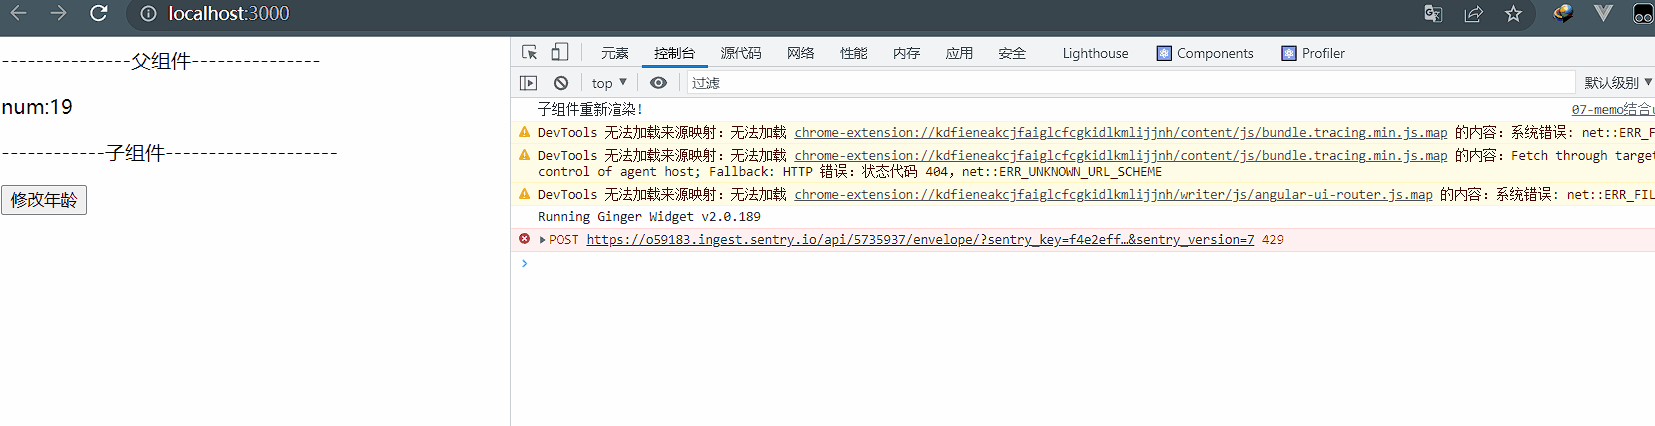 localhost:3000
---------------父组件---------------
num:19
------------子组件--------------------
修改年龄
元素 控制台 源代码 网络 性能 内存 应用 安全 Lighthouse Components Profiler
top 过滤 默认级别
子组件重新渲染! 07-memo结合u
DevTools 无法加载来源映射：无法加载 chrome-extension://kdfieneakcjfaiglcfcgkidlkmlijjnh/content/js/bundle.tracing.min.js.map 的内容：系统错误: net::ERR_F
DevTools 无法加载来源映射：无法加载 chrome-extension://kdfieneakcjfaiglcfcgkidlkmlijjnh/content/js/bundle.tracing.min.js.map 的内容：Fetch through target
control of agent host; Fallback: HTTP 错误：状态代码 404，net::ERR_UNKNOWN_URL_SCHEME
DevTools 无法加载来源映射：无法加载 chrome-extension://kdfieneakcjfaiglcfcgkidlkmlijjnh/writer/js/angular-ui-router.js.map 的内容：系统错误: net::ERR_FIL
Running Ginger Widget v2.0.189
POST https://o59183.ingest.sentry.io/api/5735937/envelope/?sentry_key=f4e2eff…&sentry_version=7 429